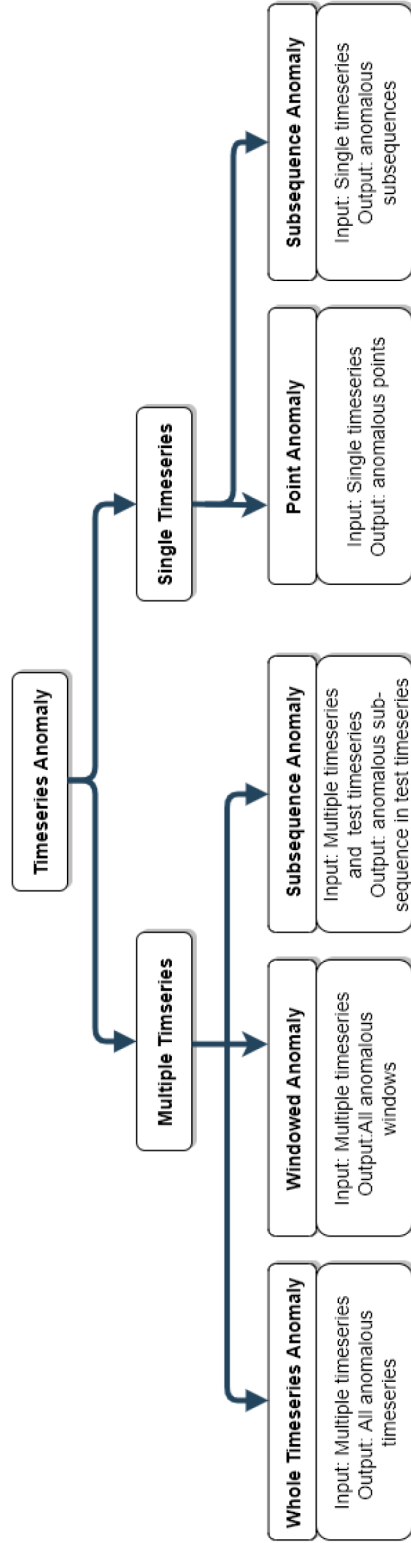 Timeseries Anomaly
Multiple Timseries
Single Timeseries
Whole Timeseries Anomaly
Input: Multiple timeseries
Output: All anomalous
timeseries
Windowed Anomaly
Input: Multiple timeseries
Output:All anomalous
windows
Subsequence Anomaly
Input: Multiple timeseries
and test timeseries
Output: anomalous sub-
sequence in test timeseries
Point Anomaly
Input: Single timeseries
Output: anomalous points
Subsequence Anomaly
Input: Single timeseries
Output: anomalous
subsequences